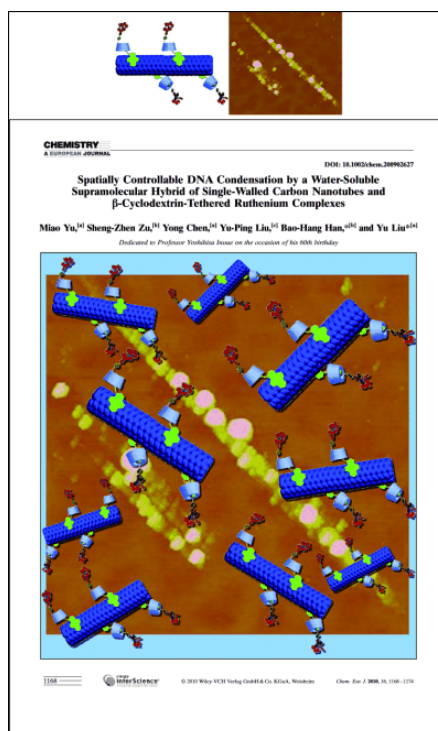 CHEMISTRY
A EUROPEAN JOURNAL
DOI: 10.1002/chem.200902627
Spatially Controllable DNA Condensation by a Water-Soluble
Supramolecular Hybrid of Single-Walled Carbon Nanotubes and
β-Cyclodextrin-Tethered Ruthenium Complexes
Miao Yu,[a] Sheng-Zhen Zu,[b] Yong Chen,[a] Yu-Ping Liu,[c] Bao-Hang Han,*[b] and Yu Liu*[a]
Dedicated to Professor Yoshihisa Inoue on the occasion of his 60th birthday
1168
InterScience
© 2010 Wiley-VCH Verlag GmbH & Co. KGaA, Weinheim
Chem. Eur. J. 2010, 16, 1168–1174